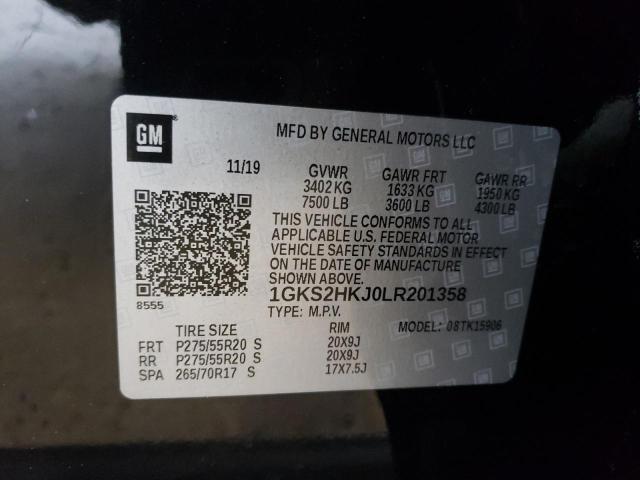 GM
MFD BY GENERAL MOTORS LLC
11/19 GVWR GAWR FRT GAWR RR
3402 KG 1633 KG 1950 KG
7500 LB 3600 LB 4300 LB
THIS VEHICLE CONFORMS TO ALL
APPLICABLE U.S. FEDERAL MOTOR
VEHICLE SAFETY STANDARDS IN EFFECT
ON THE DATE OF MANUFACTURE
SHOWN ABOVE.
8555
1GKS2HKJ0LR201358
TYPE: M.P.V. MODEL: 08TK15906
TIRE SIZE RIM
FRT P275/55R20 S 20X9J
RR P275/55R20 S 20X9J
SPA 265/70R17 S 17X7.5J